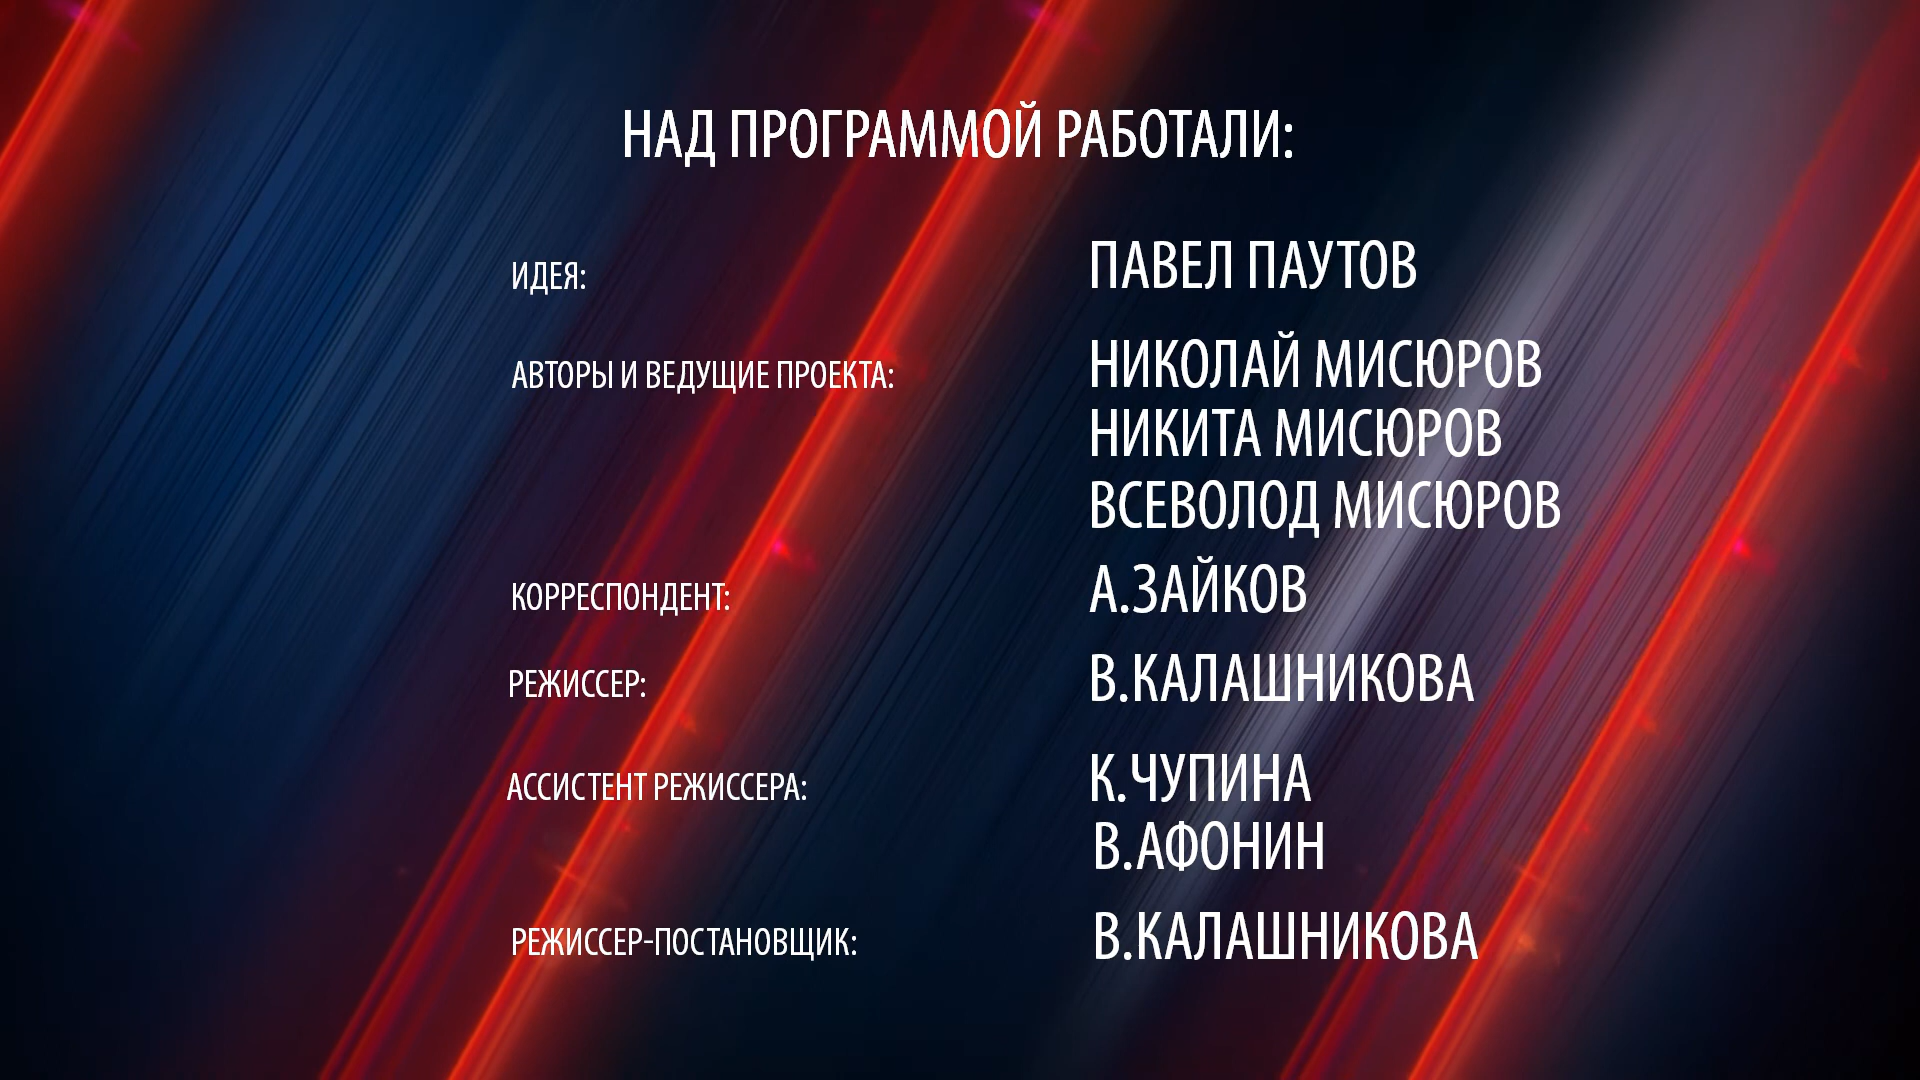 НАД ПРОГРАММОЙ РАБОТАЛИ:
ИДЕЯ: ПАВЕЛ ПАУТОВ
АВТОРЫ И ВЕДУЩИЕ ПРОЕКТА: НИКОЛАЙ МИСЮРОВ
НИКИТА МИСЮРОВ
ВСЕВОЛОД МИСЮРОВ
КОРРЕСПОНДЕНТ: А.ЗАЙКОВ
РЕЖИССЕР: В.КАЛАШНИКОВА
АССИСТЕНТ РЕЖИССЕРА: К.ЧУПИНА
В.АФОНИН
РЕЖИССЕР-ПОСТАНОВЩИК: В.КАЛАШНИКОВА